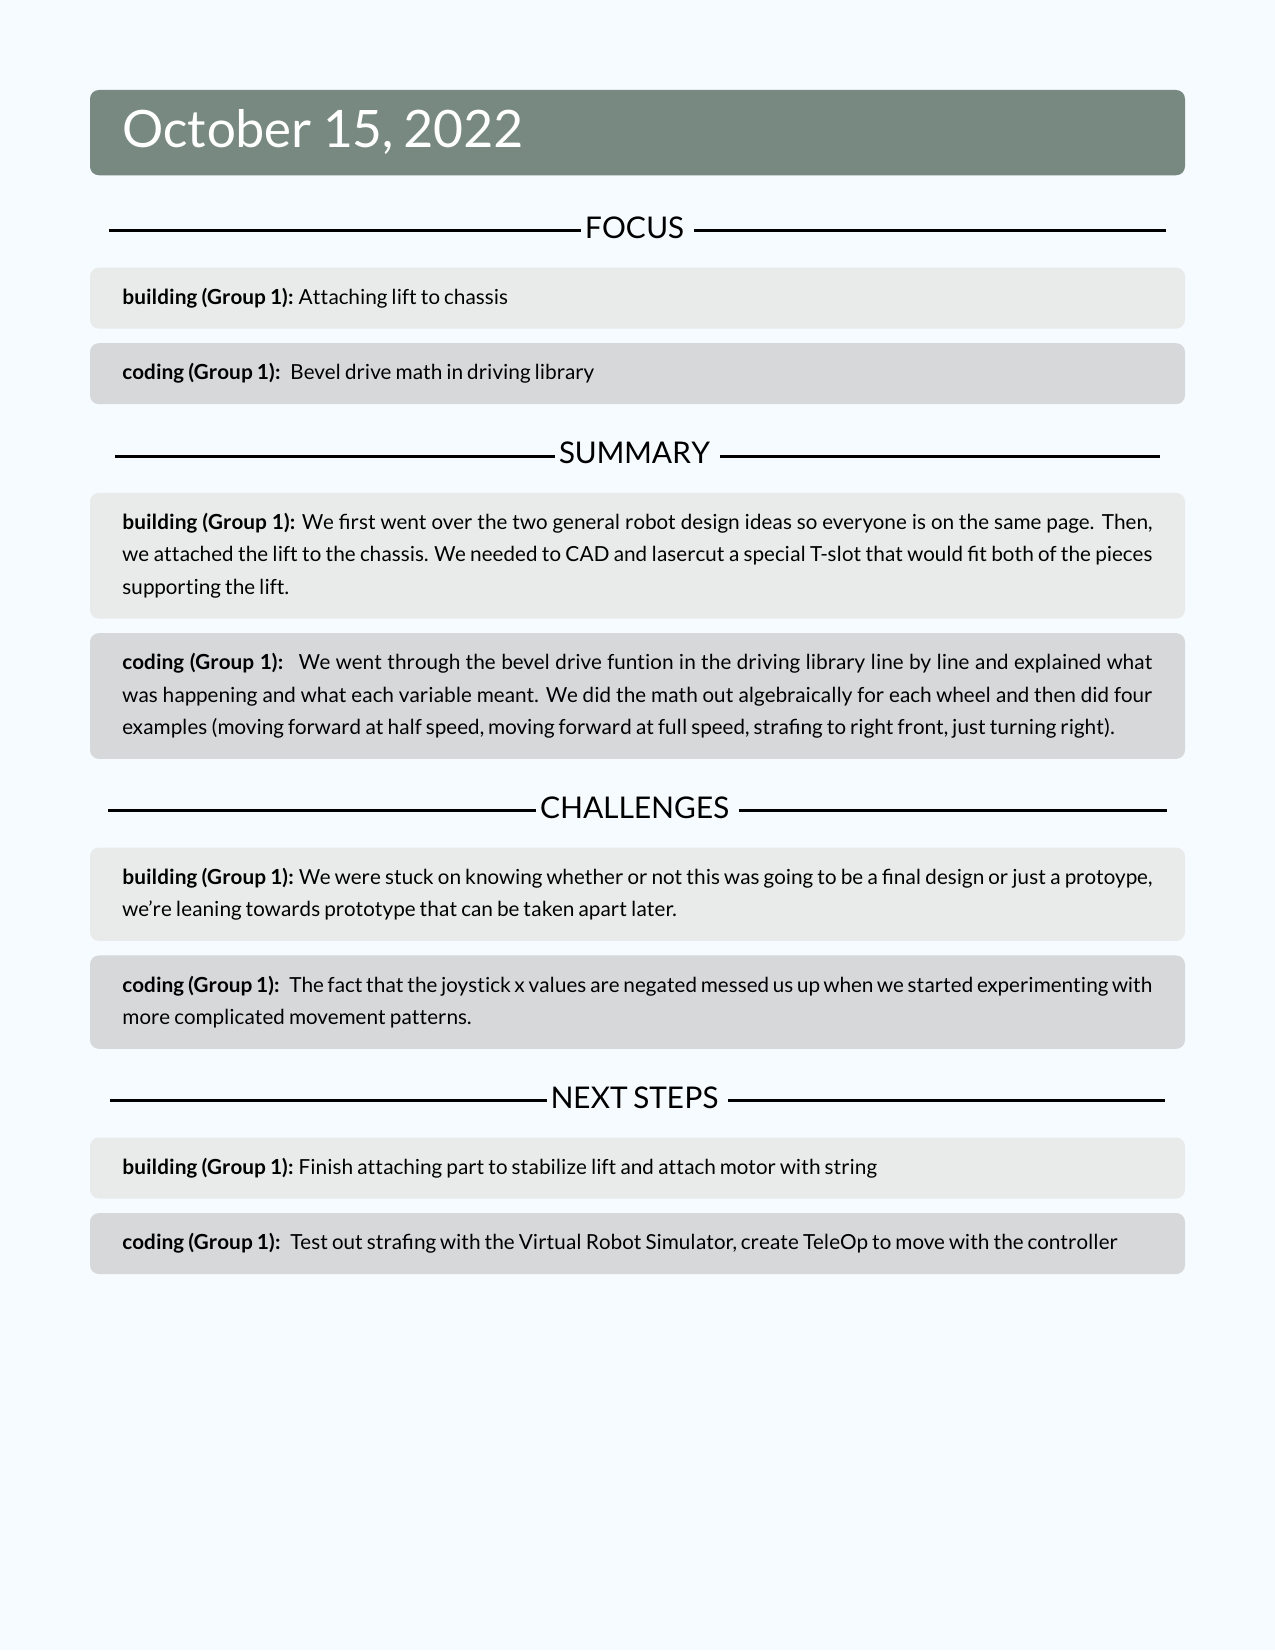 October 15, 2022
FOCUS
building (Group 1): Attaching lift to chassis
coding (Group 1): Bevel drive math in driving library
SUMMARY
building (Group 1): We first went over the two general robot design ideas so everyone is on the same page. Then,
we attached the lift to the chassis. We needed to CAD and lasercut a special T-slot that would fit both of the pieces
supporting the lift.
coding (Group 1): We went through the bevel drive funtion in the driving library line by line and explained what
was happening and what each variable meant. We did the math out algebraically for each wheel and then did four
examples (moving forward at half speed, moving forward at full speed, strafing to right front, just turning right).
CHALLENGES
building (Group 1): We were stuck on knowing whether or not this was going to be a final design or just a protoype,
we’re leaning towards prototype that can be taken apart later.
coding (Group 1): The fact that the joystick x values are negated messed us up when we started experimenting with
more complicated movement patterns.
NEXT STEPS
building (Group 1): Finish attaching part to stabilize lift and attach motor with string
coding (Group 1): Test out strafing with the Virtual Robot Simulator, create TeleOp to move with the controller